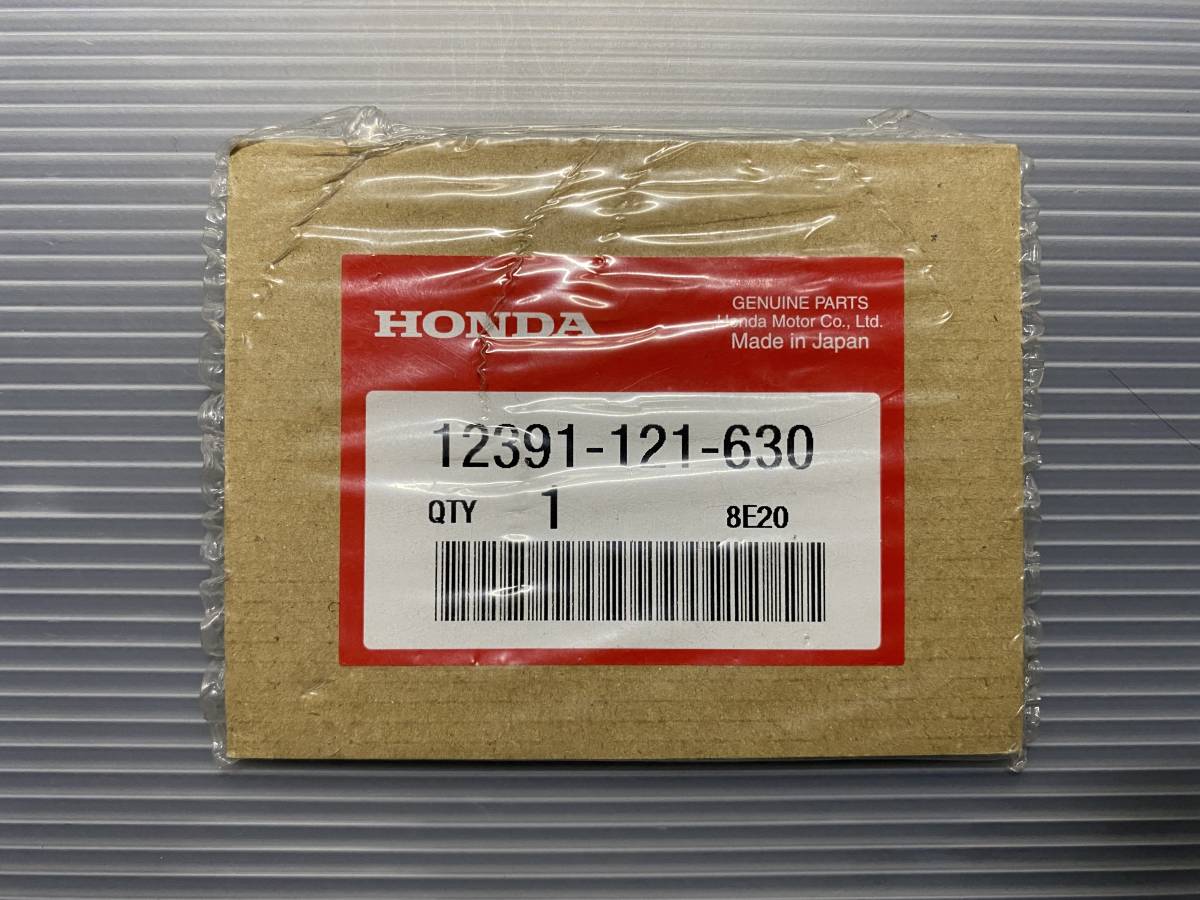 HONDA
GENUINE PARTS
Honda Motor Co., Ltd.
Made in Japan
12391-121-630
QTY 1 8E20